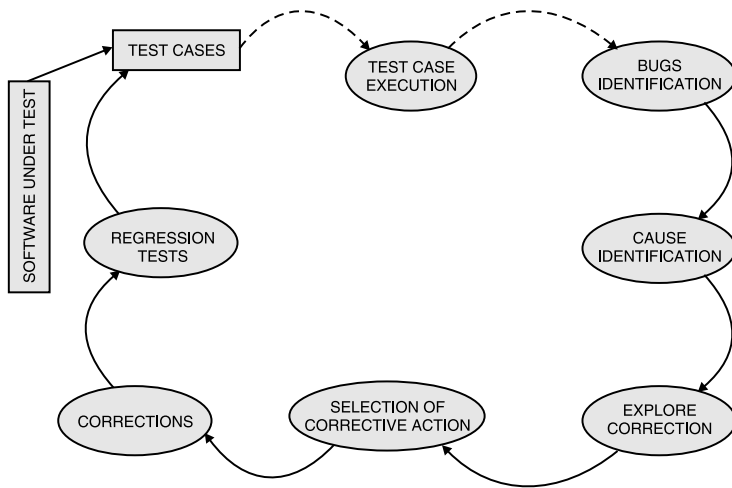 TEST CASES
TEST CASE
EXECUTION
BUGS
IDENTIFICATION
SOFTWARE UNDER TEST
REGRESSION
TESTS
CAUSE
IDENTIFICATION
CORRECTIONS
SELECTION OF
CORRECTIVE ACTION
EXPLORE
CORRECTION